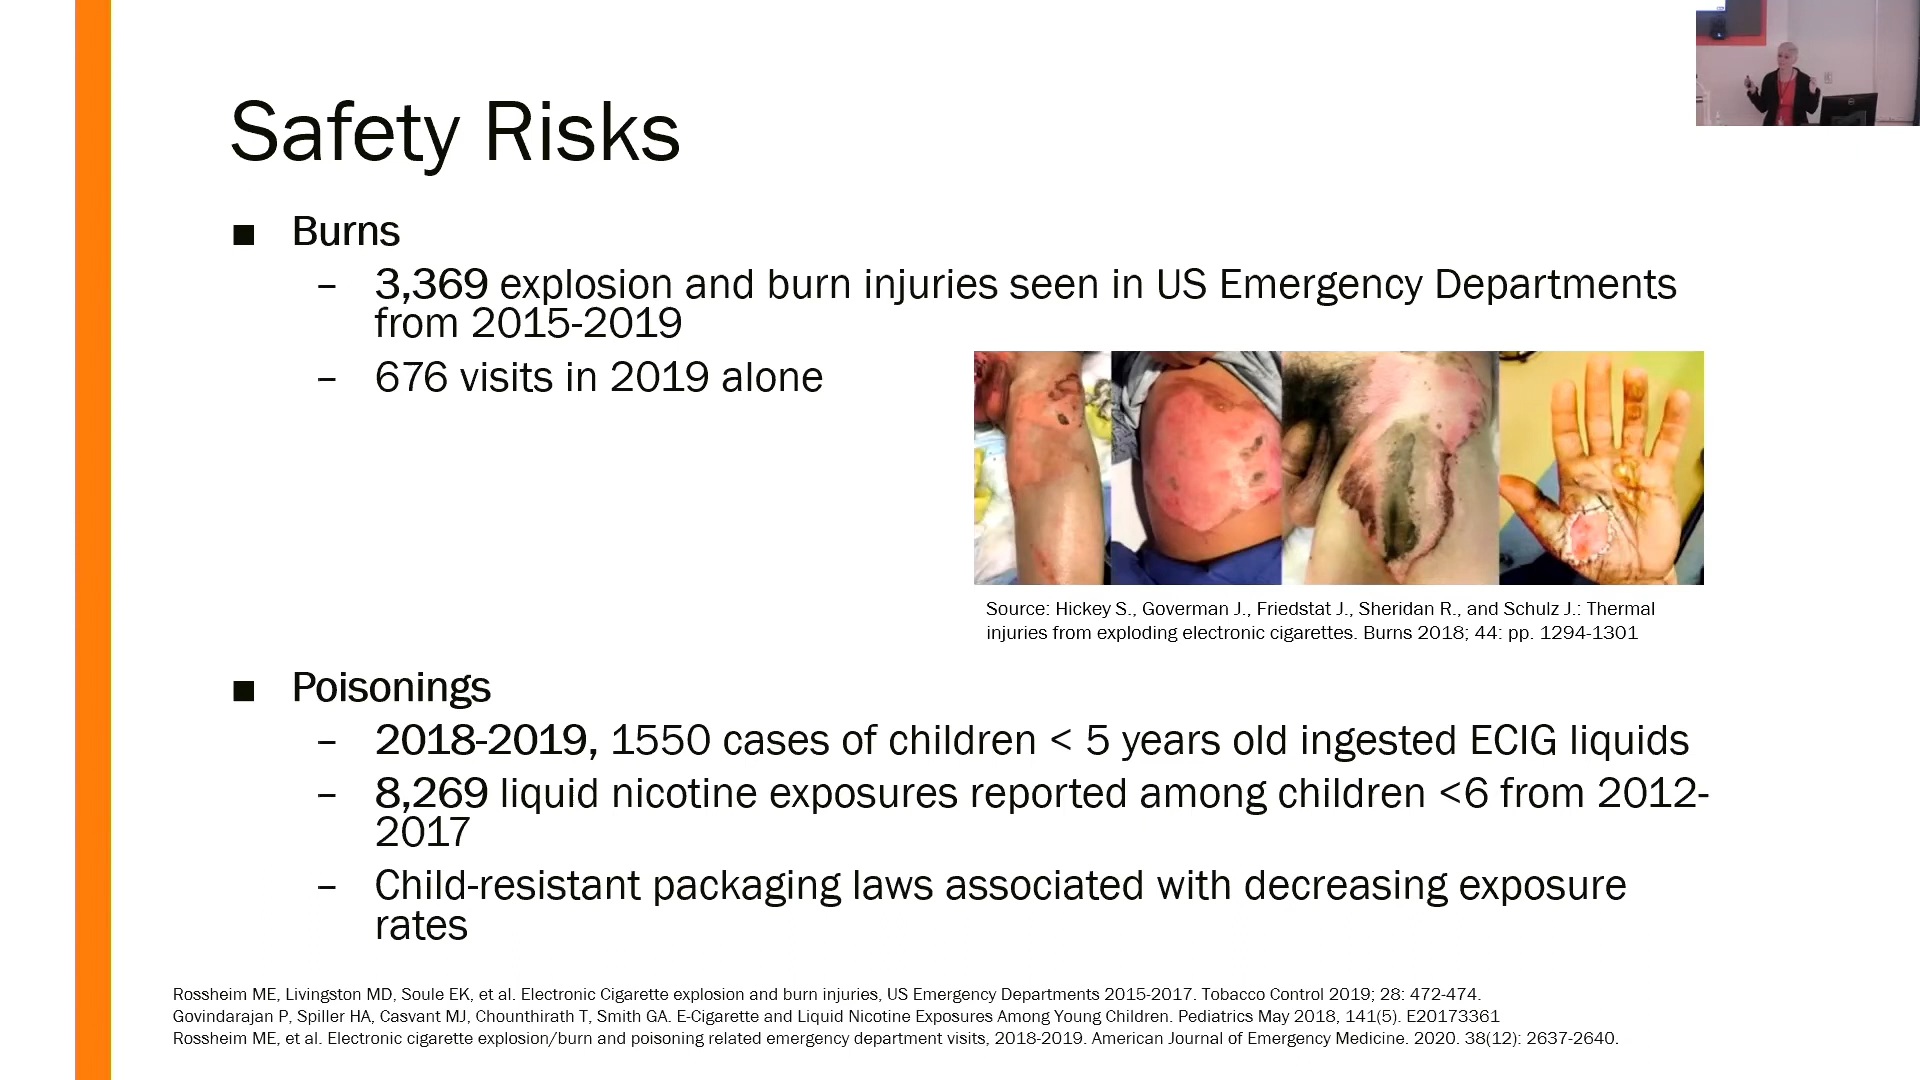 Safety Risks
■ Burns
– 3,369 explosion and burn injuries seen in US Emergency Departments
from 2015-2019
– 676 visits in 2019 alone
Source: Hickey S., Goverman J., Friedstat J., Sheridan R., and Schulz J.: Thermal
injuries from exploding electronic cigarettes. Burns 2018; 44: pp. 1294-1301
■ Poisonings
– 2018-2019, 1550 cases of children < 5 years old ingested ECIG liquids
– 8,269 liquid nicotine exposures reported among children <6 from 2012-
2017
– Child-resistant packaging laws associated with decreasing exposure
rates
Rossheim ME, Livingston MD, Soule EK, et al. Electronic Cigarette explosion and burn injuries, US Emergency Departments 2015-2017. Tobacco Control 2019; 28: 472-474.
Govindarajan P, Spiller HA, Casvant MJ, Chounthirath T, Smith GA. E-Cigarette and Liquid Nicotine Exposures Among Young Children. Pediatrics May 2018, 141(5). E20173361
Rossheim ME, et al. Electronic cigarette explosion/burn and poisoning related emergency department visits, 2018-2019. American Journal of Emergency Medicine. 2020. 38(12): 2637-2640.